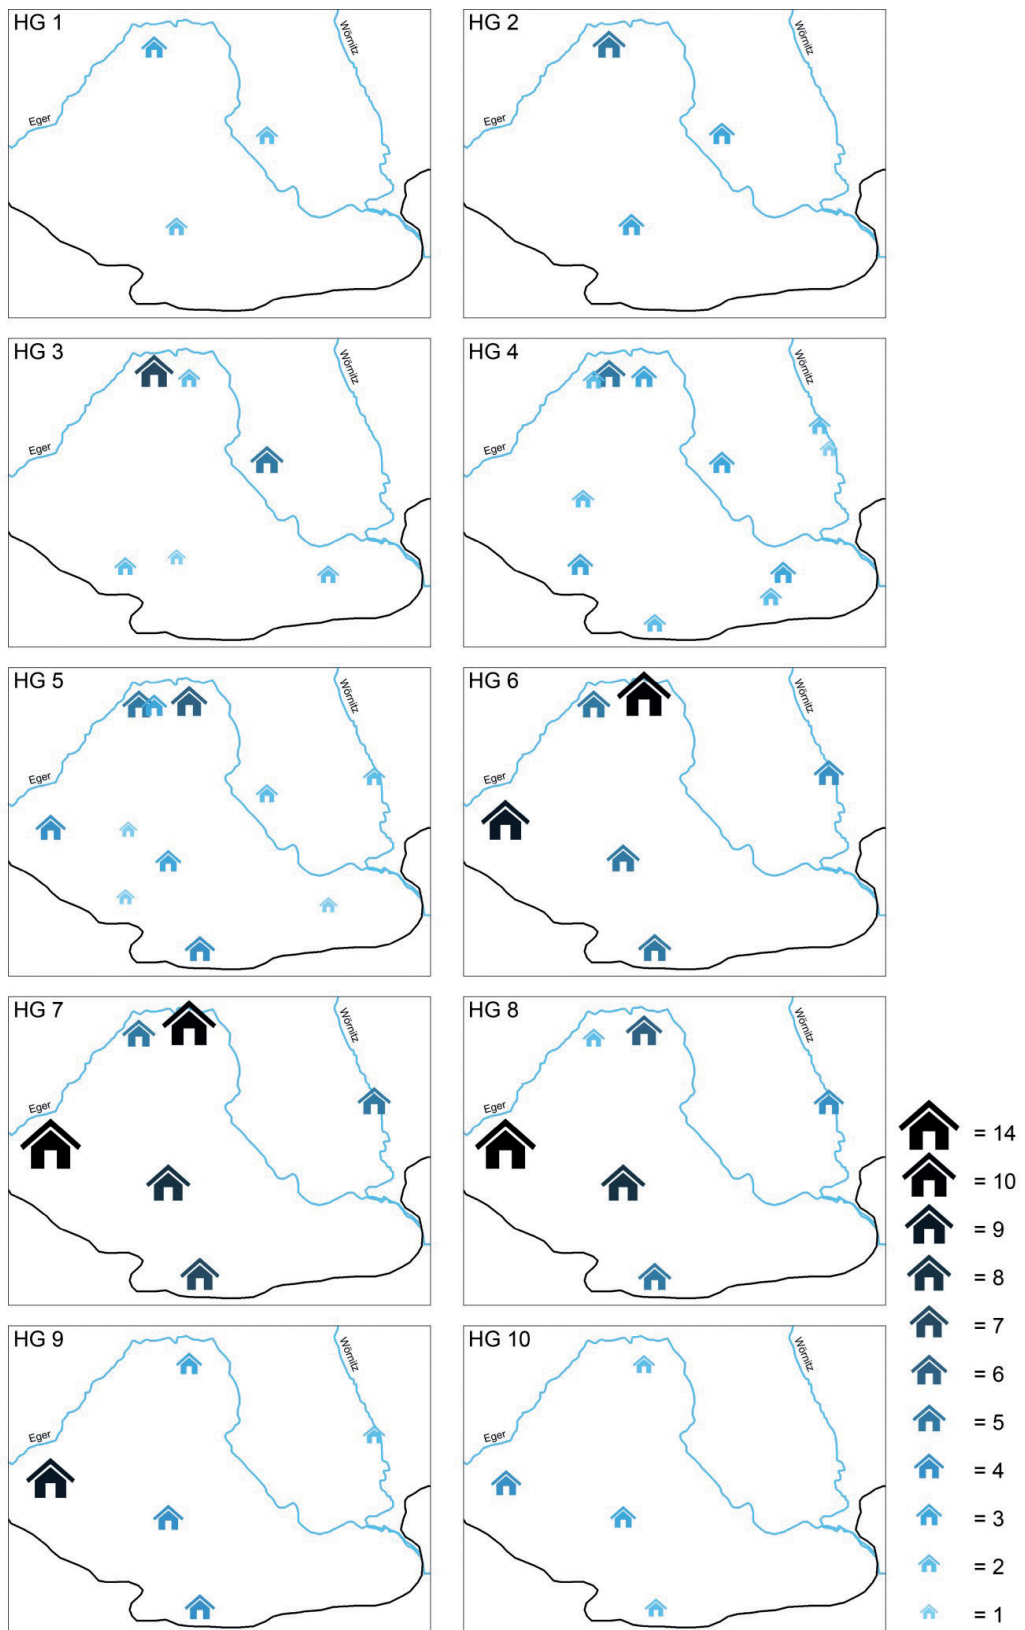 HG 1
Eger
Wörnitz
HG 2
Eger
Wörnitz
HG 3
Eger
Wörnitz
HG 4
Eger
Wörnitz
HG 5
Eger
Wörnitz
HG 6
Eger
Wörnitz
HG 7
Eger
Wörnitz
HG 8
Eger
Wörnitz
HG 9
Eger
Wörnitz
HG 10
Eger
Wörnitz
= 14
= 10
= 9
= 8
= 7
= 6
= 5
= 4
= 3
= 2
= 1